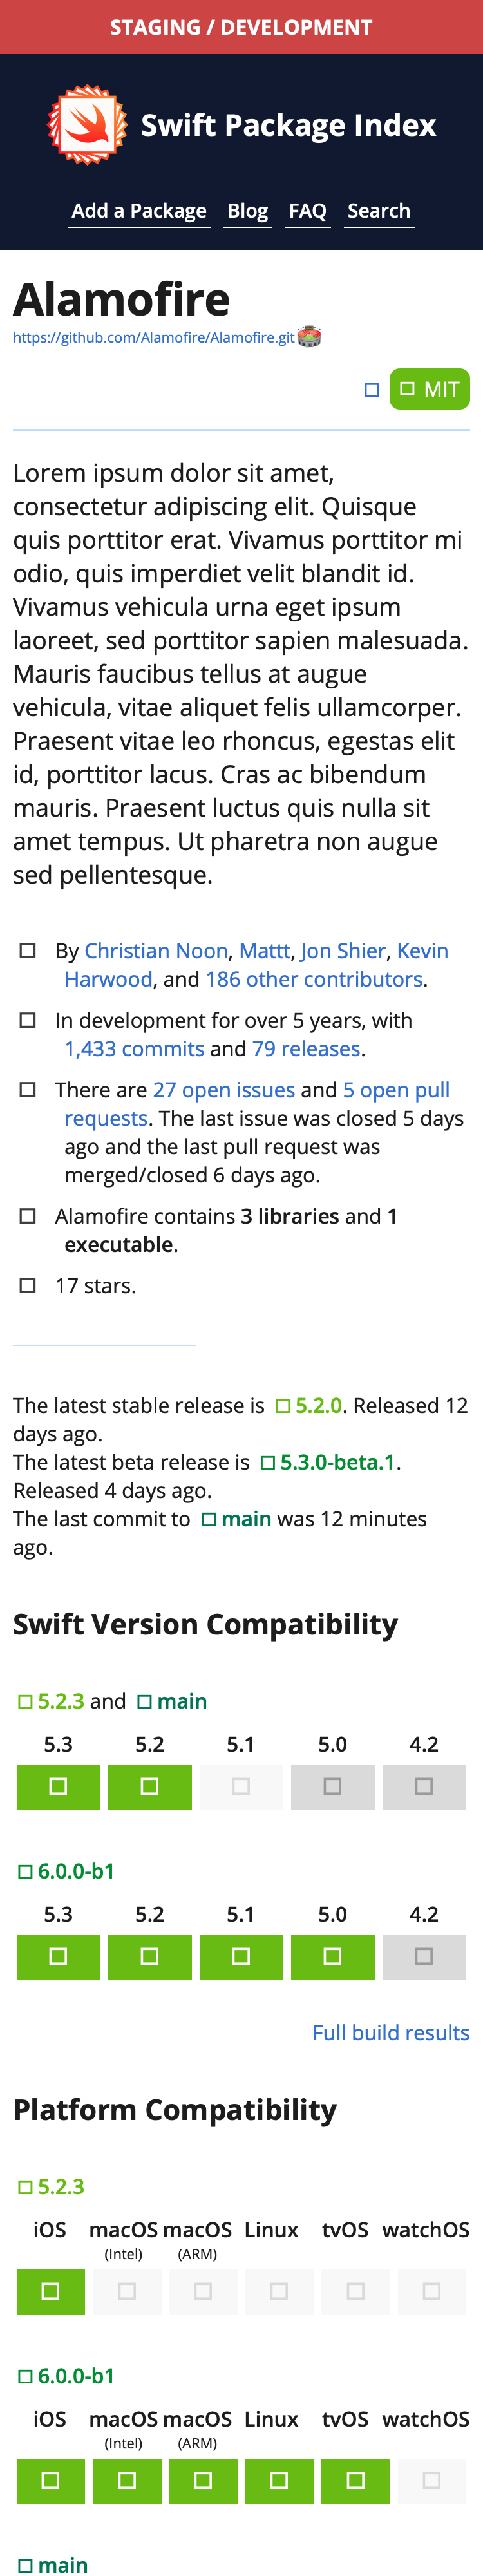 STAGING / DEVELOPMENT
Swift Package Index
Add a Package Blog FAQ Search
Alamofire
https://github.com/Alamofire/Alamofire.git
MIT
Lorem ipsum dolor sit amet,
consectetur adipiscing elit. Quisque
quis porttitor erat. Vivamus porttitor mi
odio, quis imperdiet velit blandit id.
Vivamus vehicula urna eget ipsum
laoreet, sed porttitor sapien malesuada.
Mauris faucibus tellus at augue
vehicula, vitae aliquet felis ullamcorper.
Praesent vitae leo rhoncus, egestas elit
id, porttitor lacus. Cras ac bibendum
mauris. Praesent luctus quis nulla sit
amet tempus. Ut pharetra non augue
sed pellentesque.
By Christian Noon, Mattt, Jon Shier, Kevin
Harwood, and 186 other contributors.
In development for over 5 years, with
1,433 commits and 79 releases.
There are 27 open issues and 5 open pull
requests. The last issue was closed 5 days
ago and the last pull request was
merged/closed 6 days ago.
Alamofire contains 3 libraries and 1
executable.
17 stars.
The latest stable release is 5.2.0. Released 12
days ago.
The latest beta release is 5.3.0-beta.1.
Released 4 days ago.
The last commit to main was 12 minutes
ago.
Swift Version Compatibility
5.2.3 and main
5.3 5.2 5.1 5.0 4.2
6.0.0-b1
5.3 5.2 5.1 5.0 4.2
Full build results
Platform Compatibility
5.2.3
iOS macOS macOS Linux tvOS watchOS
(Intel) (ARM)
6.0.0-b1
iOS macOS macOS Linux tvOS watchOS
(Intel) (ARM)
main